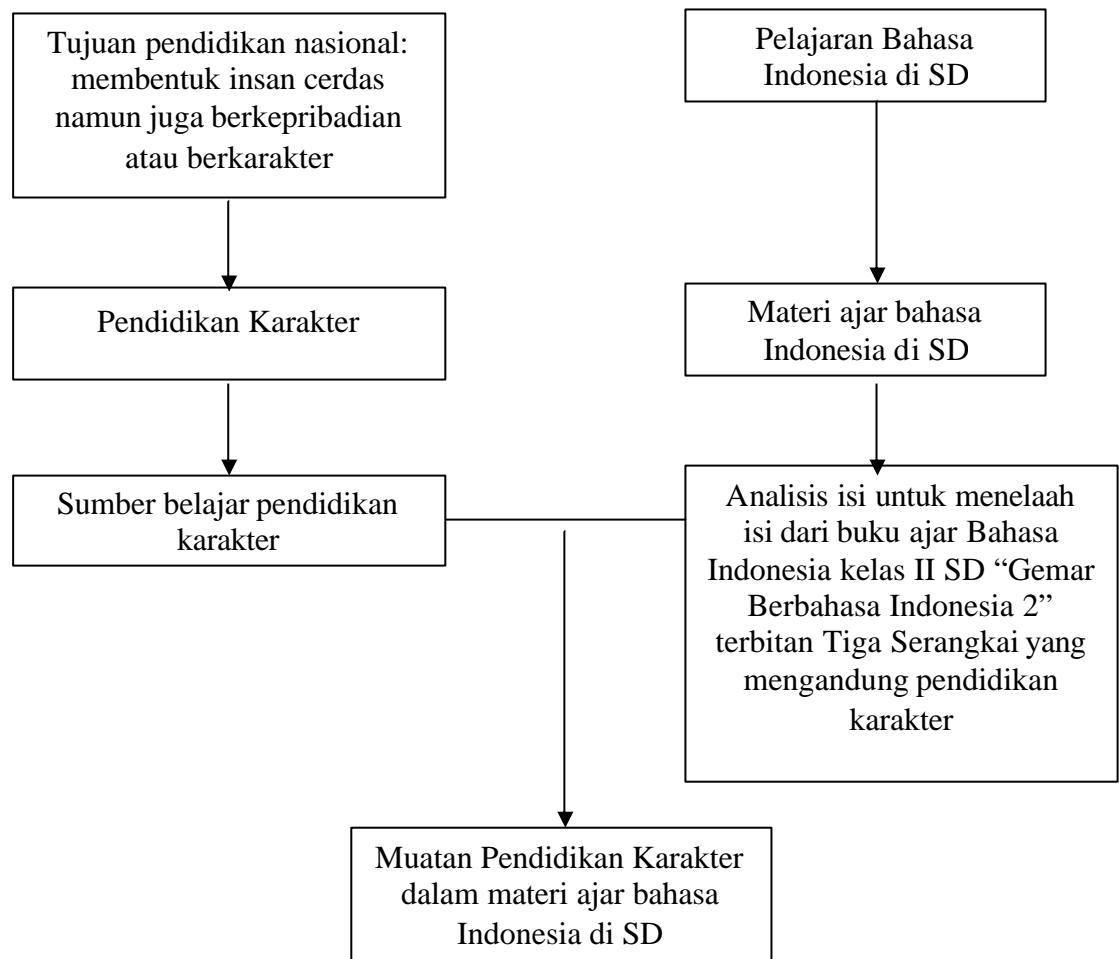 Tujuan pendidikan nasional:
membentuk insan cerdas
namun juga berkepribadian
atau berkarakter
Pelajaran Bahasa
Indonesia di SD
Pendidikan Karakter
Materi ajar bahasa
Indonesia di SD
Sumber belajar pendidikan
karakter
Analisis isi untuk menelaah
isi dari buku ajar Bahasa
Indonesia kelas II SD “Gemar
Berbahasa Indonesia 2”
terbitan Tiga Serangkai yang
mengandung pendidikan
karakter
Muatan Pendidikan Karakter
dalam materi ajar bahasa
Indonesia di SD